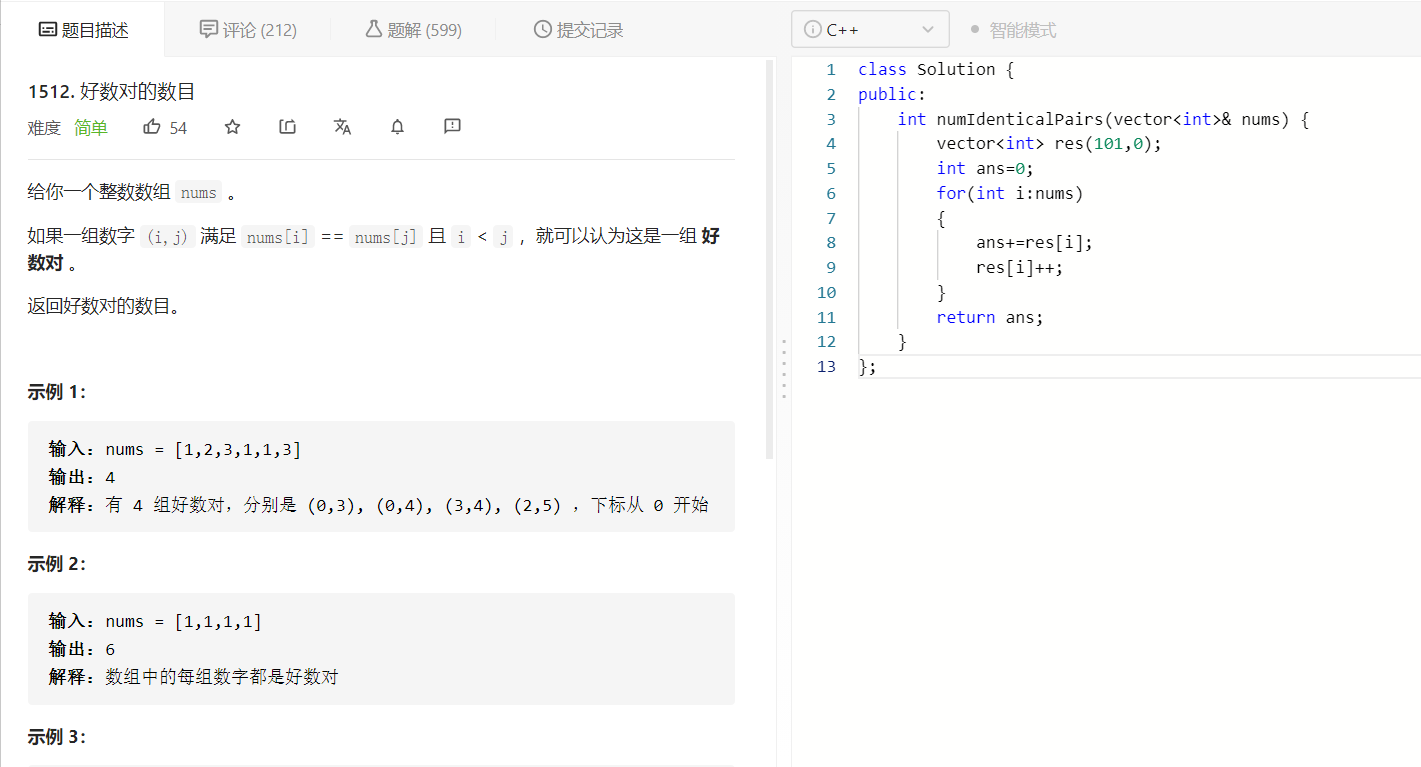 题目描述
评论 (212)
题解 (599)
提交记录
C++
智能模式
1512. 好数对的数目
难度 简单 54
给你一个整数数组 nums 。
如果一组数字 (i,j) 满足 nums[i] == nums[j] 且 i < j ，就可以认为这是一组 好
数对 。
返回好数对的数目。
示例 1：
输入：nums = [1,2,3,1,1,3]
输出：4
解释：有 4 组好数对，分别是 (0,3), (0,4), (3,4), (2,5) ，下标从 0 开始
示例 2：
输入：nums = [1,1,1,1]
输出：6
解释：数组中的每组数字都是好数对
示例 3：
1 class Solution {
2 public:
3     int numIdenticalPairs(vector<int>& nums) {
4         vector<int> res(101,0);
5         int ans=0;
6         for(int i:nums)
7         {
8             ans+=res[i];
9             res[i]++;
10         }
11         return ans;
12     }
13 };